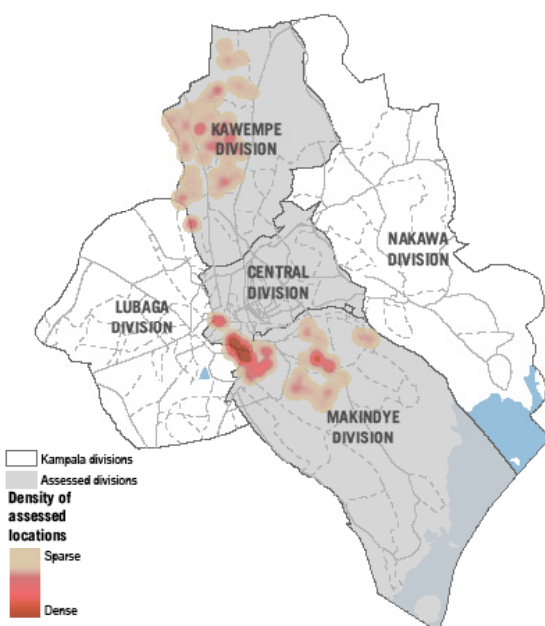 KAWEMPE
DIVISION
NAKAWA
DIVISION
CENTRAL
DIVISION
LUBAGA
DIVISION
MAKINDYE
DIVISION
Kampala divisions
Assessed divisions
Density of
assessed
locations
Sparse
Dense